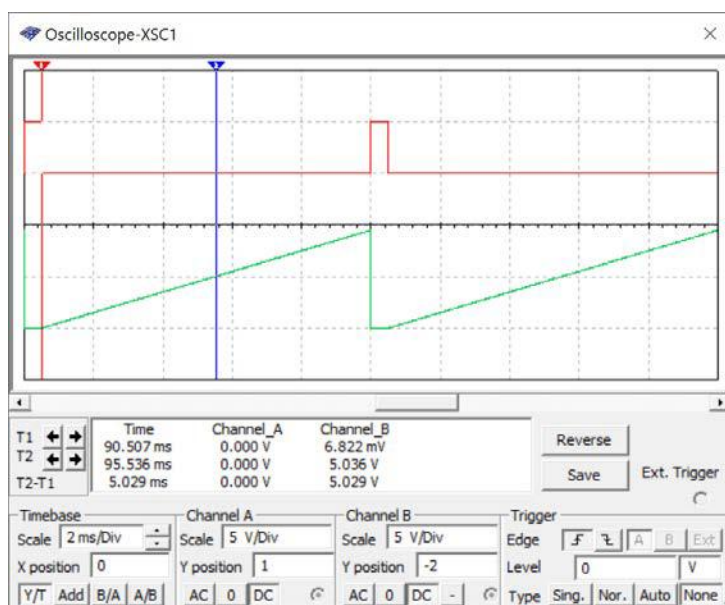 Oscilloscope-XSC1
1
Time Channel_A Channel_B
T1 90.507 ms 0.000 V 6.822 mV
T2 95.536 ms 0.000 V 5.036 V
T2-T1 5.029 ms 0.000 V 5.029 V
Reverse
Save
Ext. Trigger
Timebase
Scale 2 ms/Div
X position 0
Y/T Add B/A A/B
Channel A
Scale 5 V/Div
Y position 1
AC 0 DC
Channel B
Scale 5 V/Div
Y position -2
AC 0 DC -
Trigger
Edge A B Ext
Level 0 V
Type Sing. Nor. Auto None